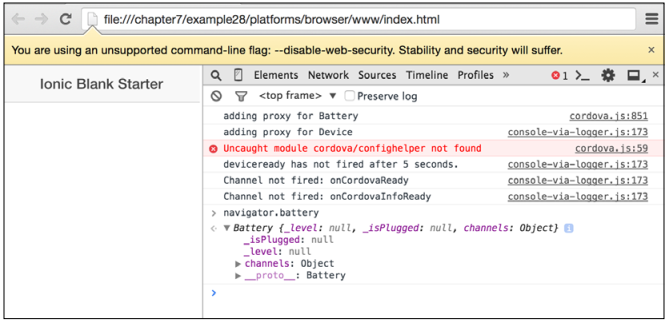 file:///chapter7/example28/platforms/browser/www/index.html
You are using an unsupported command-line flag: --disable-web-security. Stability and security will suffer. ×
Ionic Blank Starter
Elements Network Sources Timeline Profiles » 1 ×
<top frame> ▼ Preserve log
adding proxy for Battery cordova.js:851
adding proxy for Device console-via-logger.js:173
Uncaught module cordova/confighelper not found cordova.js:59
deviceready has not fired after 5 seconds. console-via-logger.js:173
Channel not fired: onCordovaReady console-via-logger.js:173
Channel not fired: onCordovaInfoReady console-via-logger.js:173
> navigator.battery
▼ Battery {_level: null, _isPlugged: null, channels: Object} i
_isPlugged: null
_level: null
▶ channels: Object
▶ __proto__: Battery
>